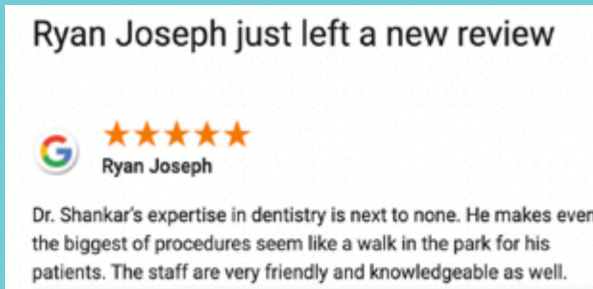 Ryan Joseph just left a new review
Ryan Joseph
Dr. Shankar's expertise in dentistry is next to none. He makes even
the biggest of procedures seem like a walk in the park for his
patients. The staff are very friendly and knowledgeable as well.